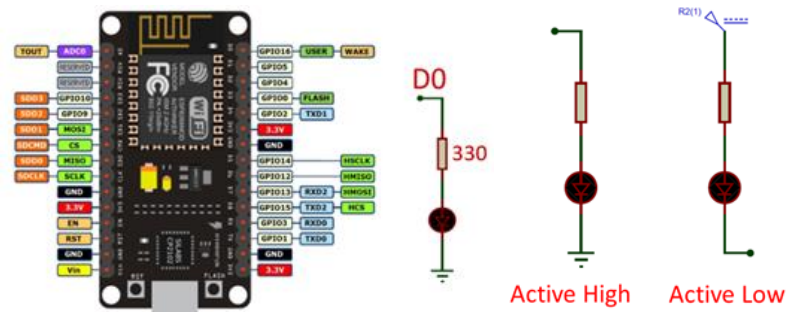 TOUT ADC0
RESERVED
RESERVED
SDD3 GPIO10
SDD2 GPIO9
SDD1 MOSI
SDCMD CS
SDD0 MISO
SDCLK SCLK
GND
3.3V
EN
RST
GND
Vin
WiFi
RST
FLASH
GPIO16 USER WAKE
GPIO5
GPIO4
GPIO0 FLASH
GPIO2 TXD1
3.3V
GND
GPIO14 HSCLK
GPIO12 HMISO
GPIO13 RXD2 HMOSI
GPIO15 TXD2 HCS
GPIO3 RXD0
GPIO1 TXD0
GND
3.3V
D0
330
Active High
R2(1)
Active Low